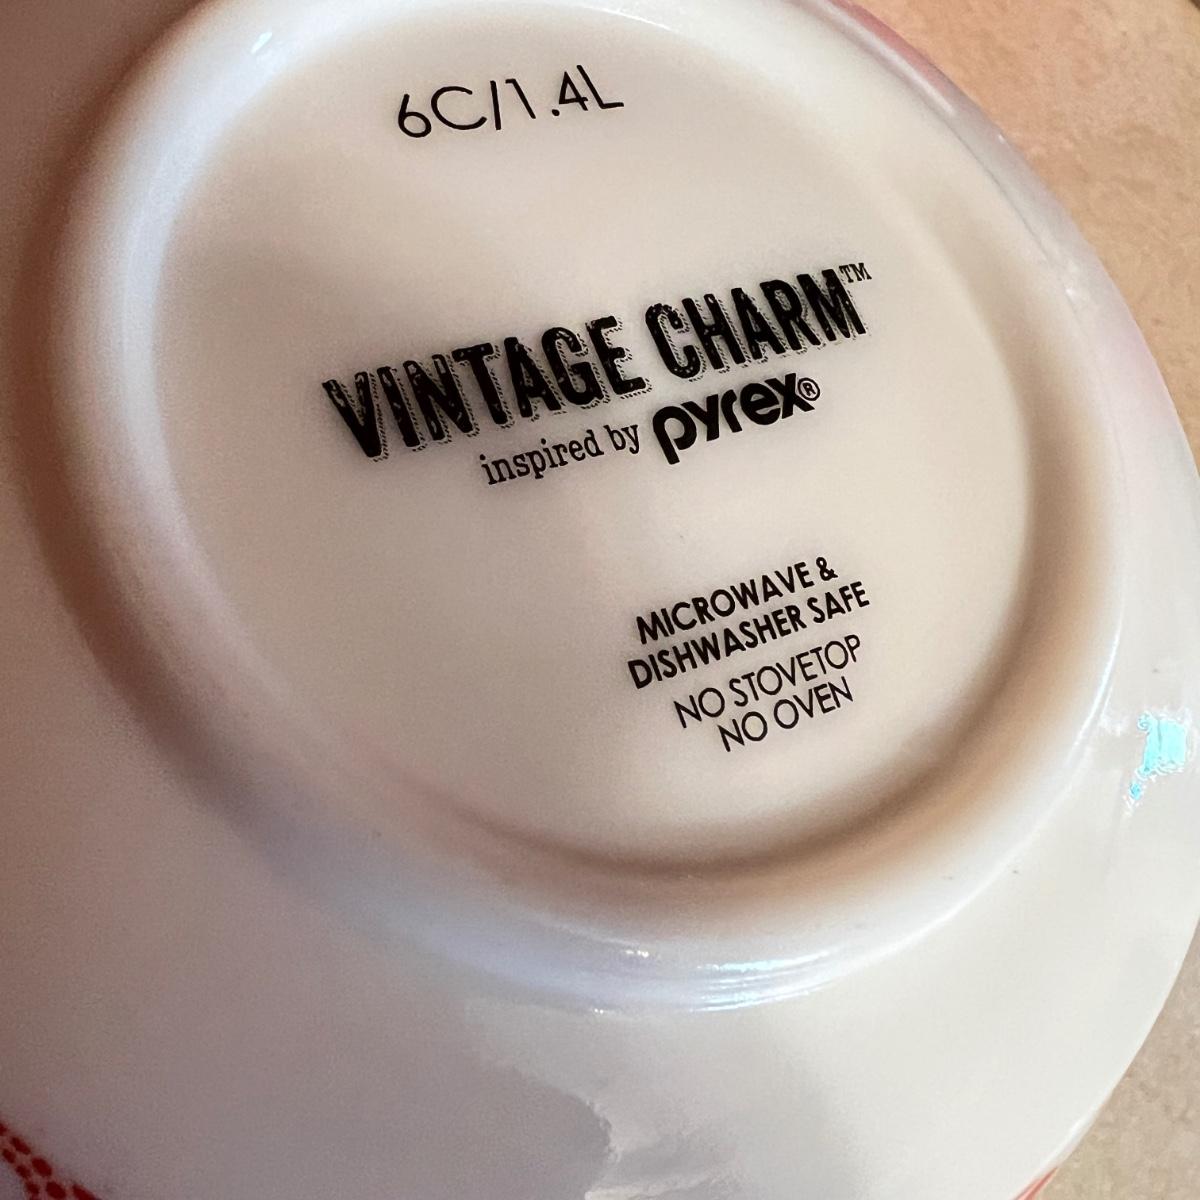 6C/1.4L
VINTAGE CHARM™
inspired by pyrex®
MICROWAVE &
DISHWASHER SAFE
NO STOVETOP
NO OVEN